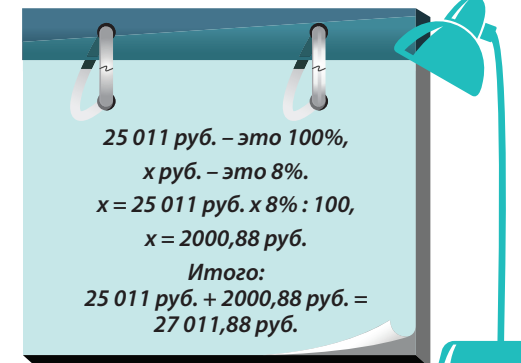 25 011 руб. – это 100%,
х руб. – это 8%.
х = 25 011 руб. х 8% : 100,
х = 2000,88 руб.
Итого:
25 011 руб. + 2000,88 руб. =
27 011,88 руб.